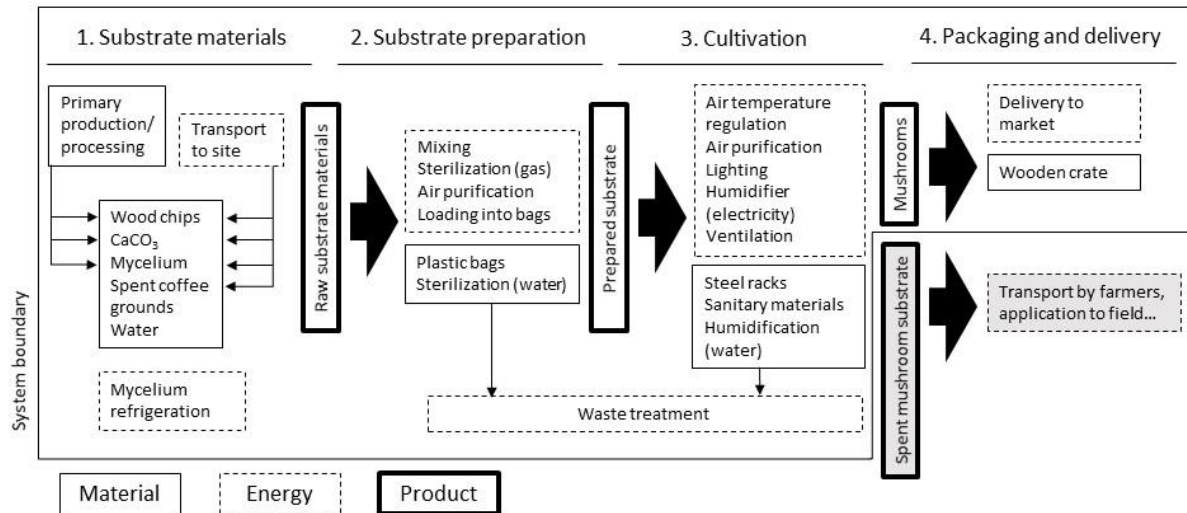 1. Substrate materials
2. Substrate preparation
3. Cultivation
4. Packaging and delivery
Primary
production/
processing
Transport
to site
Wood chips
CaCO₃
Mycelium
Spent coffee
grounds
Water
Mycelium
refrigeration
Raw substrate materials
Mixing
Sterilization (gas)
Air purification
Loading into bags
Plastic bags
Sterilization (water)
Prepared substrate
Air temperature
regulation
Air purification
Lighting
Humidifier
(electricity)
Ventilation
Steel racks
Sanitary materials
Humidification
(water)
Waste treatment
Mushrooms
Delivery to
market
Wooden crate
Spent mushroom substrate
Transport by farmers,
application to field…
System boundary
Material
Energy
Product